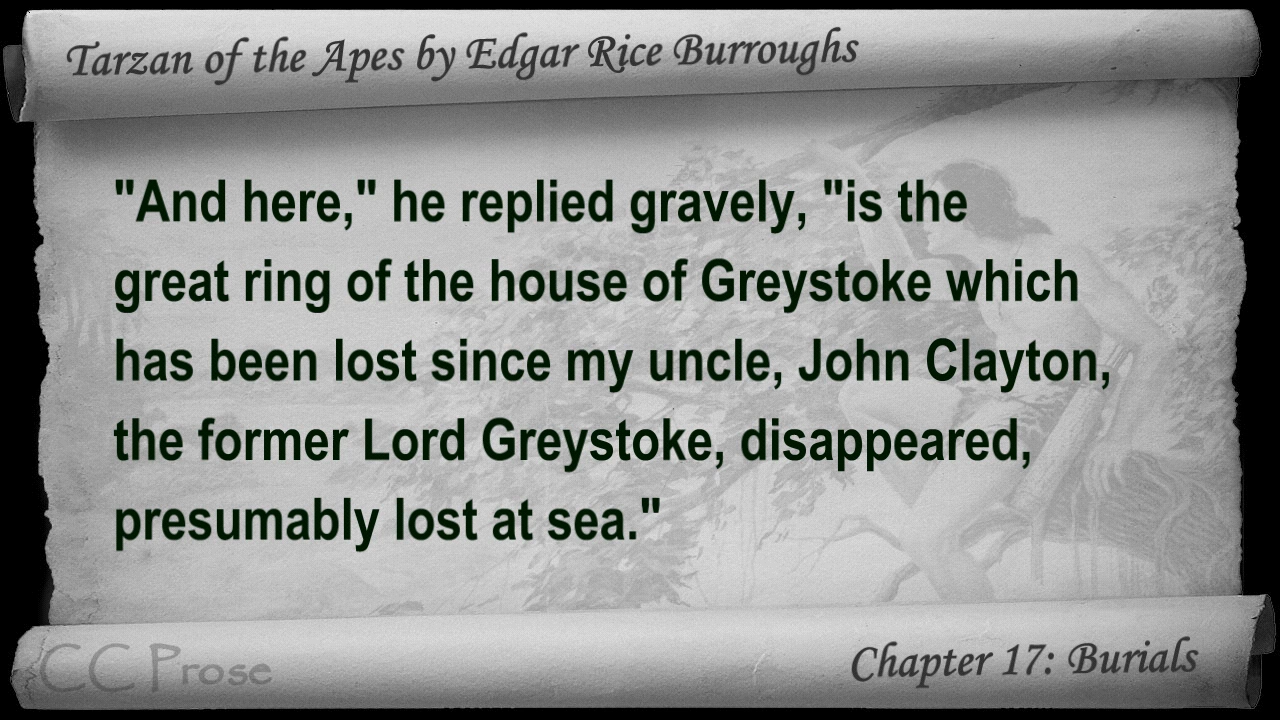 Tarzan of the Apes by Edgar Rice Burroughs
"And here," he replied gravely, "is the
great ring of the house of Greystoke which
has been lost since my uncle, John Clayton,
the former Lord Greystoke, disappeared,
presumably lost at sea."
CC Prose
Chapter 17: Burials